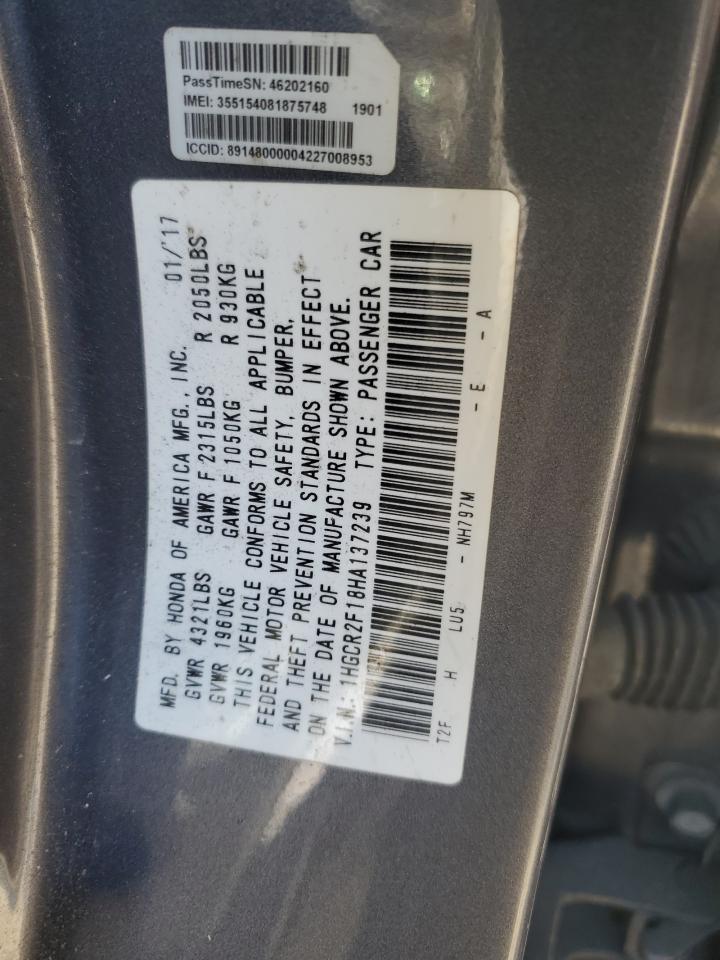 PassTimeSN: 46202160
IMEI: 355154081875748 1901
ICCID: 89148000004227008953
MFD. BY HONDA OF AMERICA MFG., INC. 01/'17
GVWR 4321LBS GAWR F 2315LBS R 2050LBS
GVWR 1960KG GAWR F 1050KG R 930KG
THIS VEHICLE CONFORMS TO ALL APPLICABLE
FEDERAL MOTOR VEHICLE SAFETY, BUMPER,
AND THEFT PREVENTION STANDARDS IN EFFECT
ON THE DATE OF MANUFACTURE SHOWN ABOVE.
V.I.N.: 1HGCR2F18HA137239 TYPE: PASSENGER CAR
T2F H LU5 - NH797M - E - A